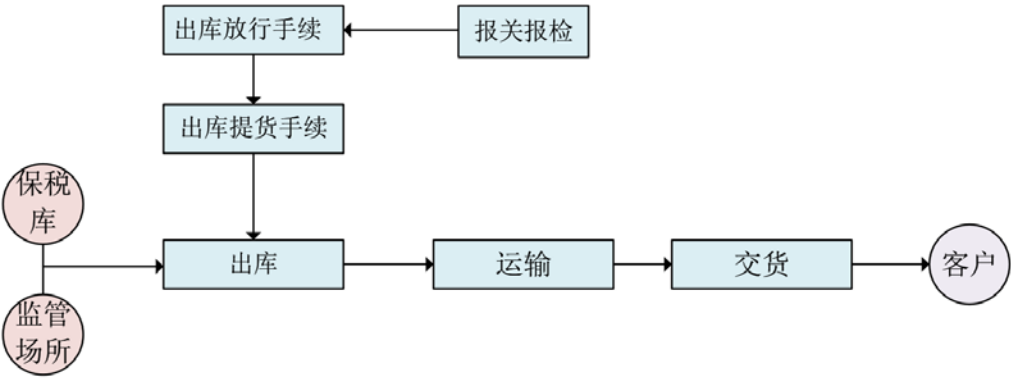 出库放行手续
报关报检
出库提货手续
保税
库
出库
运输
交货
客户
监管
场所